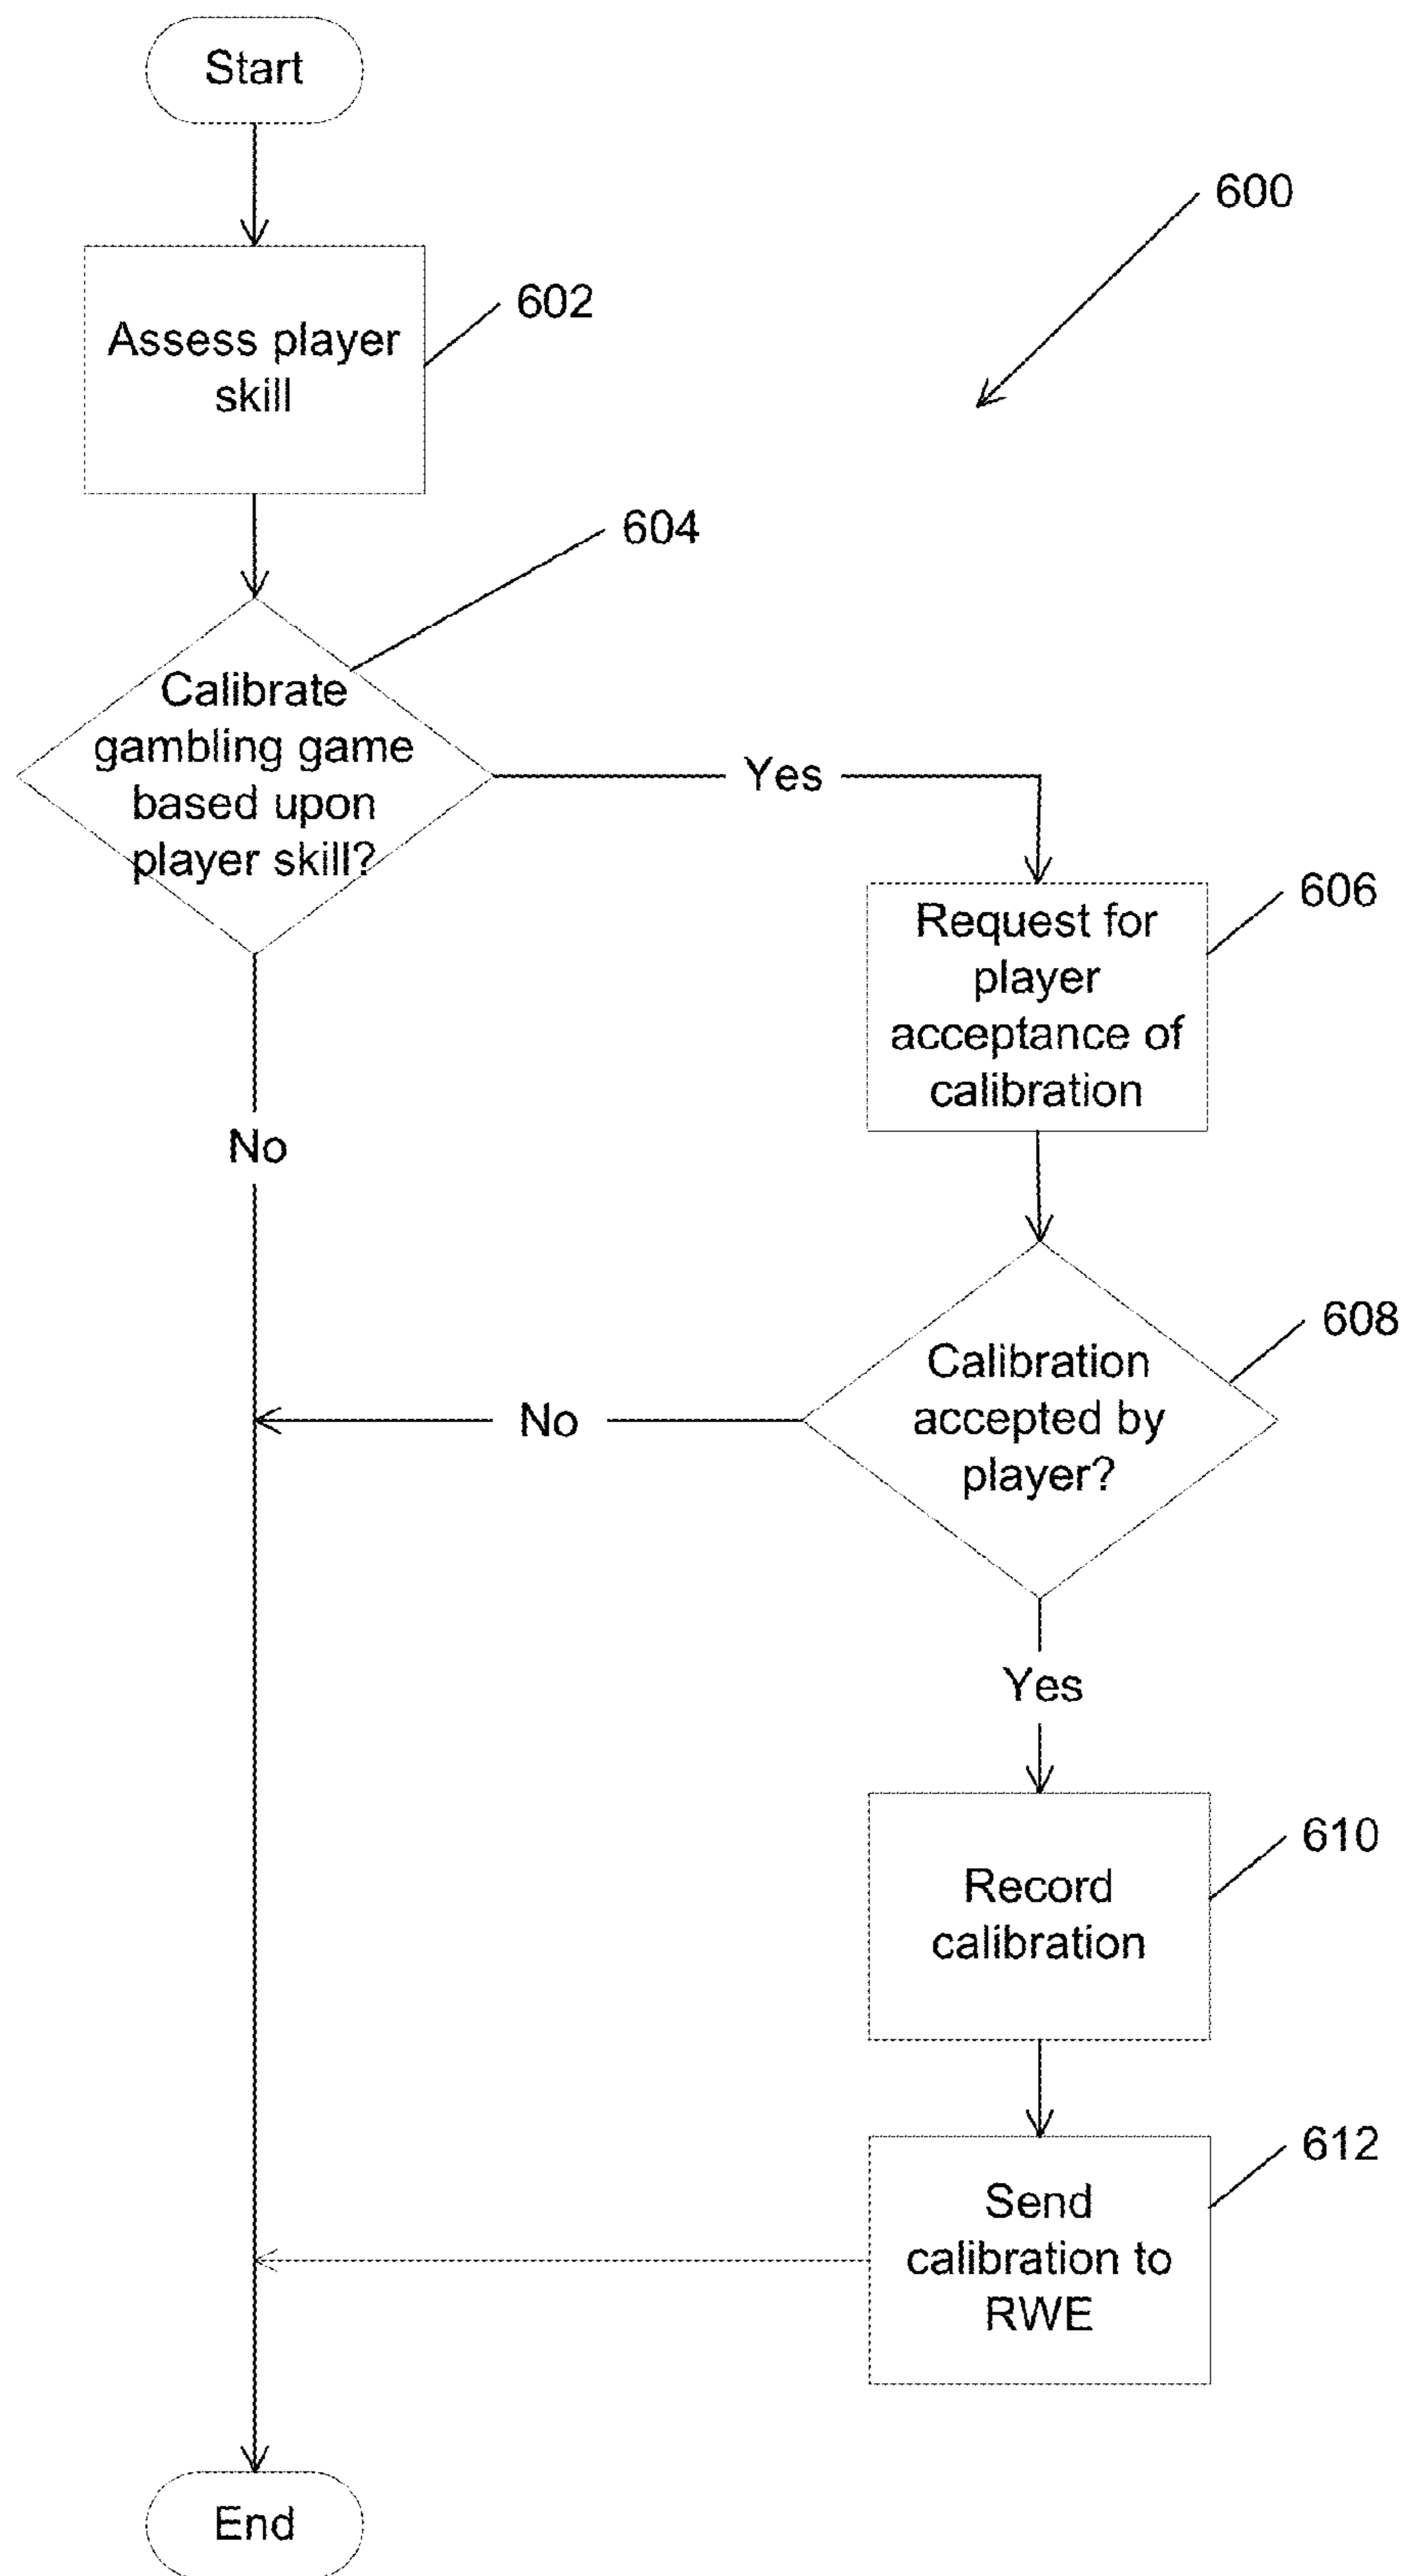 Start
600
Assess player
skill
602
604
Calibrate
gambling game
based upon
player skill?
Yes
606
Request for
player
acceptance of
calibration
No
608
Calibration
accepted by
player?
No
Yes
610
Record
calibration
612
Send
calibration to
RWE
End